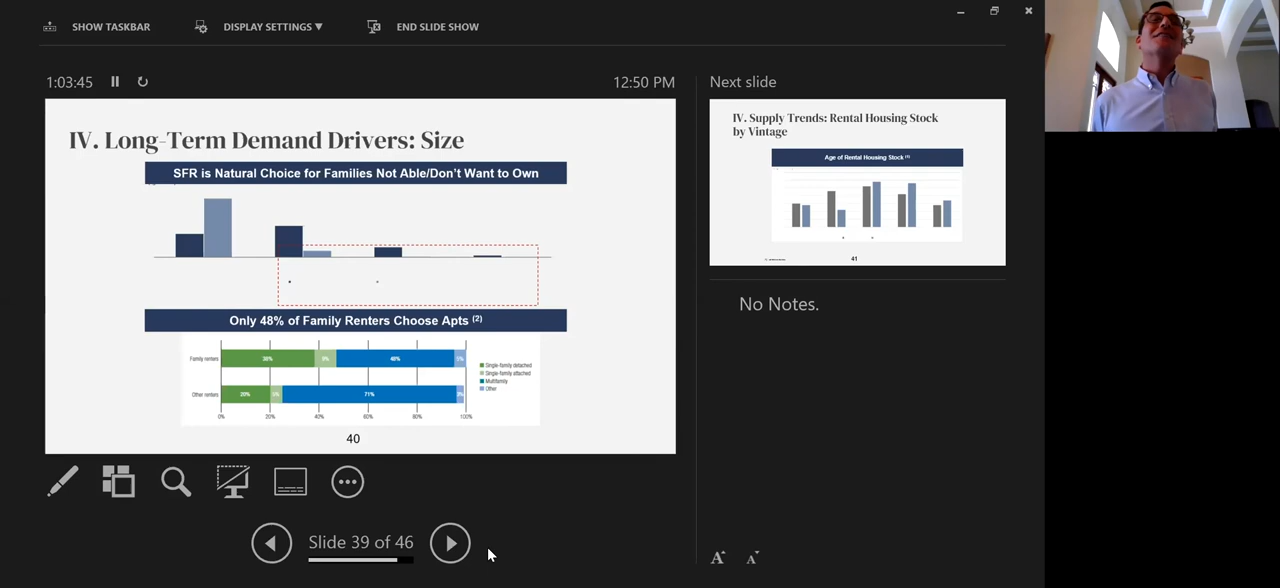 SHOW TASKBAR
DISPLAY SETTINGS ▼
END SLIDE SHOW
1:03:45
12:50 PM
Next slide
IV. Long-Term Demand Drivers: Size
SFR is Natural Choice for Families Not Able/Don't Want to Own
Only 48% of Family Renters Choose Apts (2)
Family renters
38%
9%
48%
5%
Other renters
20%
5%
71%
3%
0%
20%
40%
60%
80%
100%
Single-family detached
Single-family attached
Multifamily
Other
40
IV. Supply Trends: Rental Housing Stock
by Vintage
Age of Rental Housing Stock (1)
41
No Notes.
Slide 39 of 46
A
A